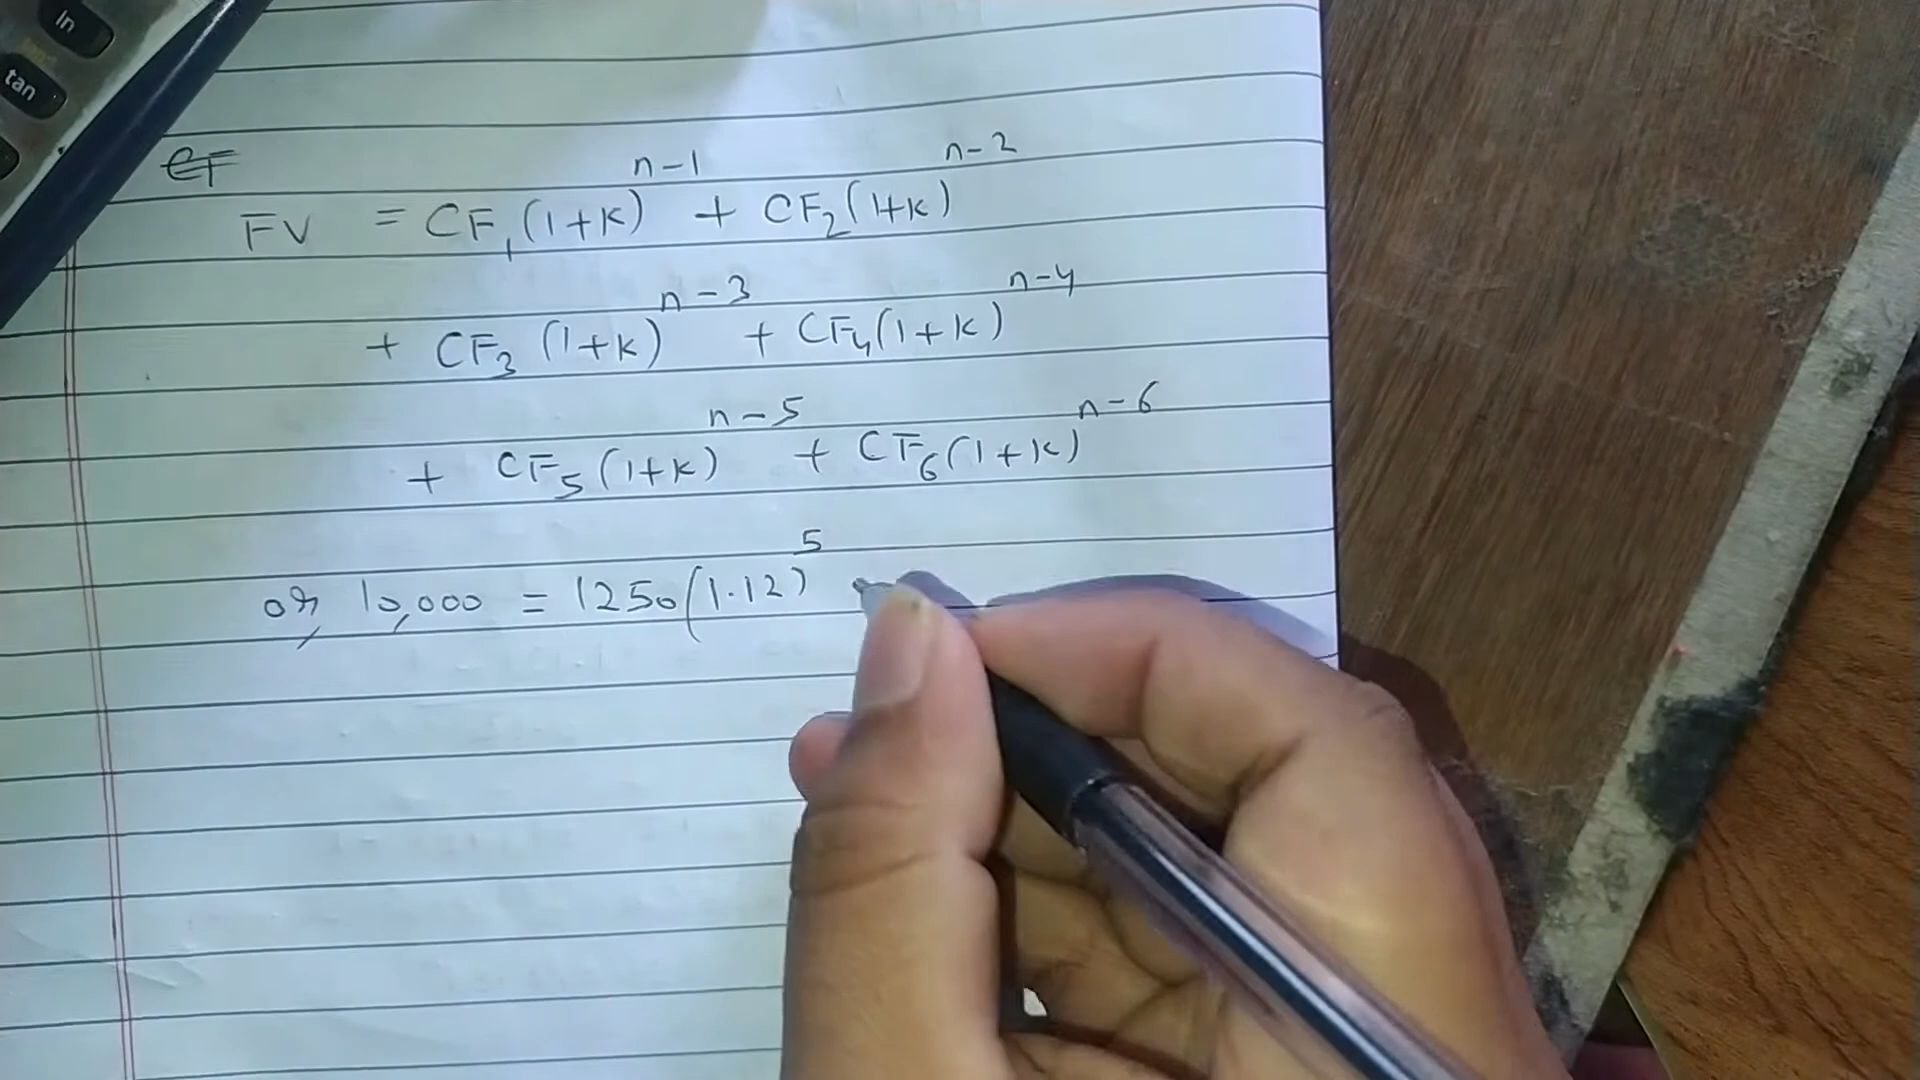 ln
tan
CF
FV = CF₁(1+K)ⁿ⁻¹ + CF₂(1+K)ⁿ⁻²
+ CF₃(1+K)ⁿ⁻³ + CF₄(1+K)ⁿ⁻⁴
+ CF₅(1+K)ⁿ⁻⁵ + CF₆(1+K)ⁿ⁻⁶
or, 10,000 = 1250(1.12)⁵